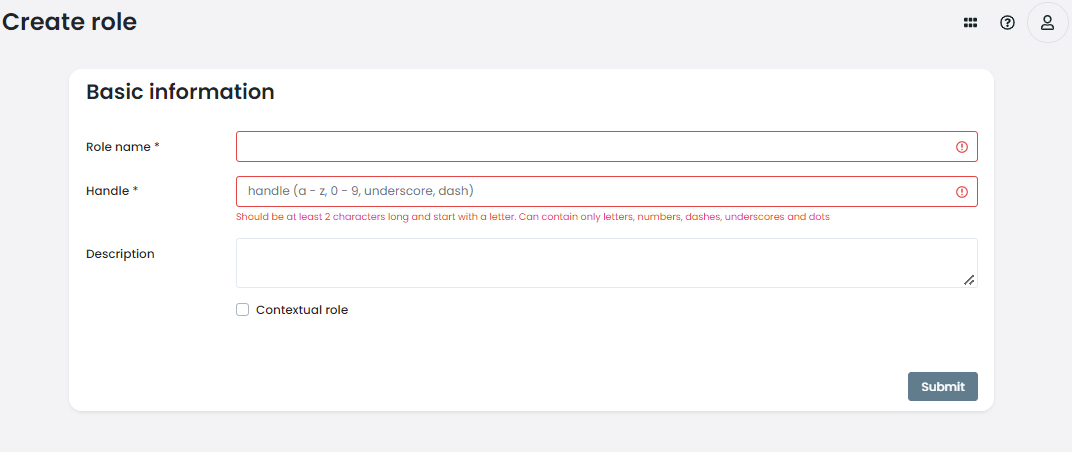 Create role
Basic information
Role name *
Handle *
handle (a - z, 0 - 9, underscore, dash)
Should be at least 2 characters long and start with a letter. Can contain only letters, numbers, dashes, underscores and dots
Description
Contextual role
Submit